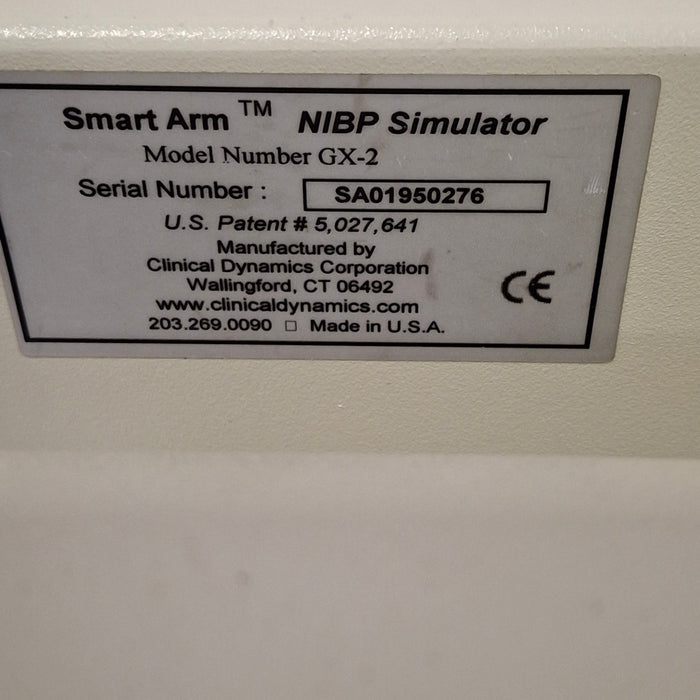 Smart Arm ™ NIBP Simulator
Model Number GX-2
Serial Number : SA01950276
U.S. Patent # 5,027,641
Manufactured by
Clinical Dynamics Corporation
Wallingford, CT 06492
www.clinicaldynamics.com
203.269.0090 □ Made in U.S.A.
CE